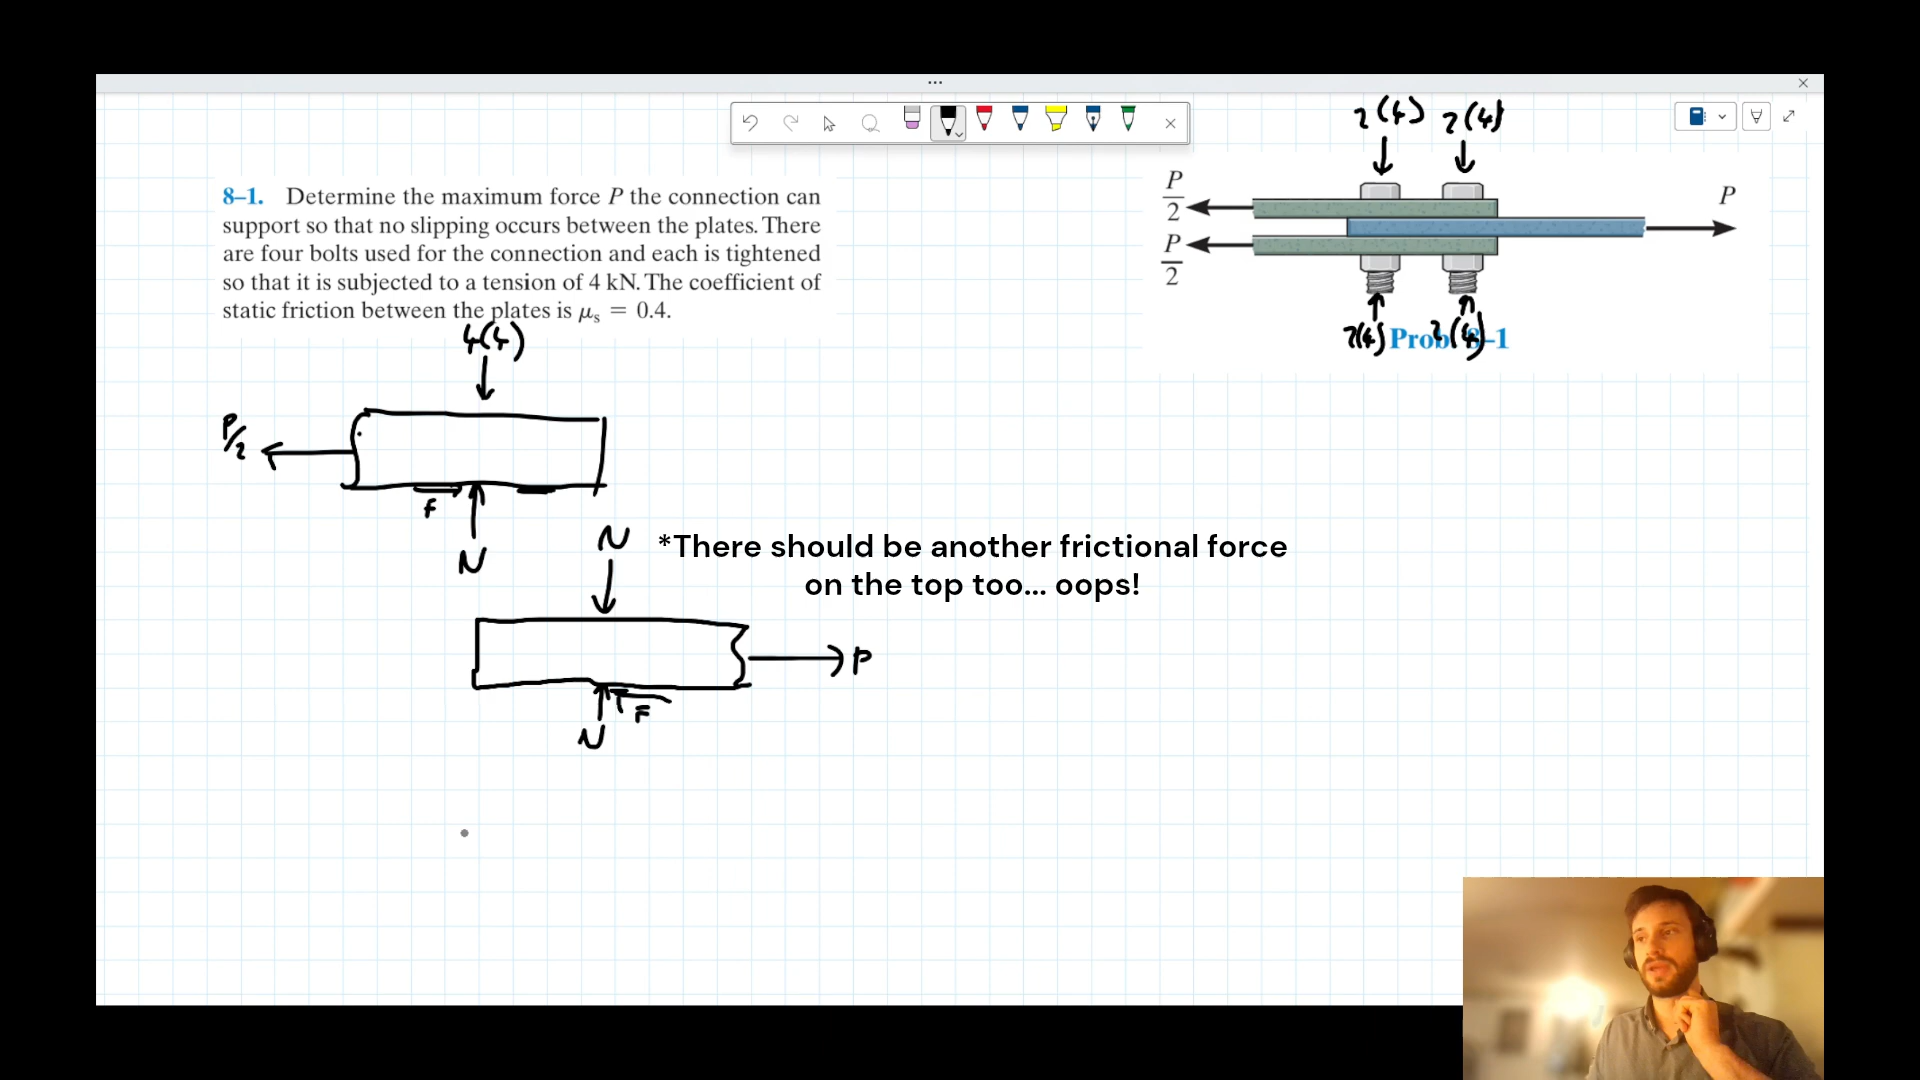 2(4) 2(4)
8–1. Determine the maximum force P the connection can
support so that no slipping occurs between the plates. There
are four bolts used for the connection and each is tightened
so that it is subjected to a tension of 4 kN. The coefficient of
static friction between the plates is μs = 0.4.
P/2
P/2
P
2(4) 2(4)
Prob. 8–1
4(4)
P/2
F
N
N
*There should be another frictional force
on the top too... oops!
P
F
N